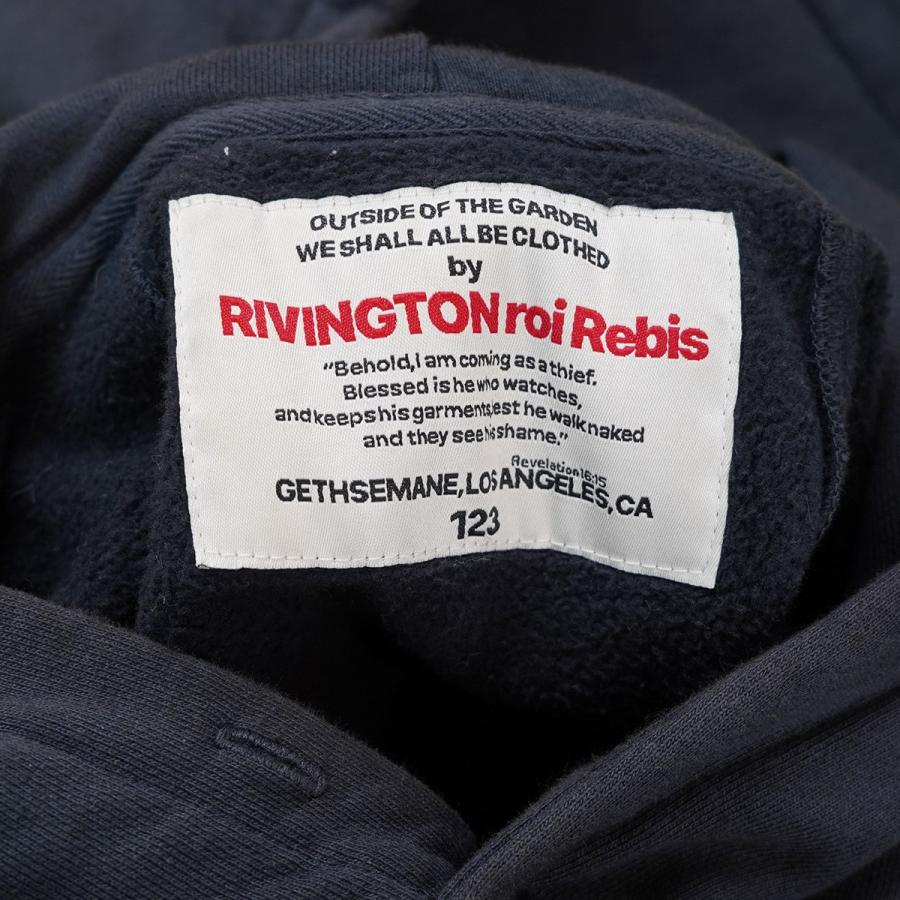 OUTSIDE OF THE GARDEN
WE SHALL ALL BE CLOTHED
by
RIVINGTON roi Rebis
"Behold, I am coming as a thief.
Blessed is he who watches,
and keeps his garments, lest he walk naked
and they see his shame."
Revelation 16:15
GETHSEMANE, LOS ANGELES, CA
123